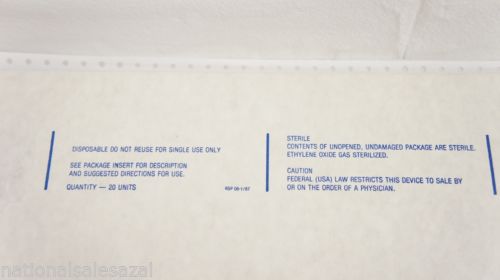 DISPOSABLE DO NOT REUSE FOR SINGLE USE ONLY
SEE PACKAGE INSERT FOR DESCRIPTION
AND SUGGESTED DIRECTIONS FOR USE.
QUANTITY — 20 UNITS
STERILE
CONTENTS OF UNOPENED, UNDAMAGED PACKAGE ARE STERILE.
ETHYLENE OXIDE GAS STERILIZED.
CAUTION
FEDERAL (USA) LAW RESTRICTS THIS DEVICE TO SALE BY
OR ON THE ORDER OF A PHYSICIAN.
nationalsalesazal